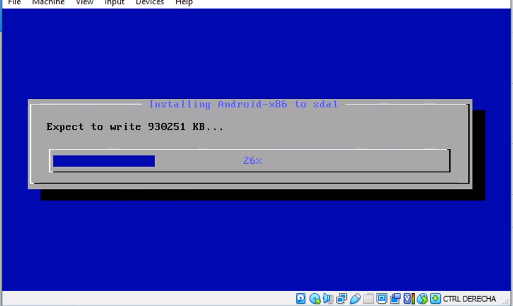 File Machine View Input Devices Help
Installing Android-x86 to sda1
Expect to write 930251 KB...
26%
CTRL DERECHA